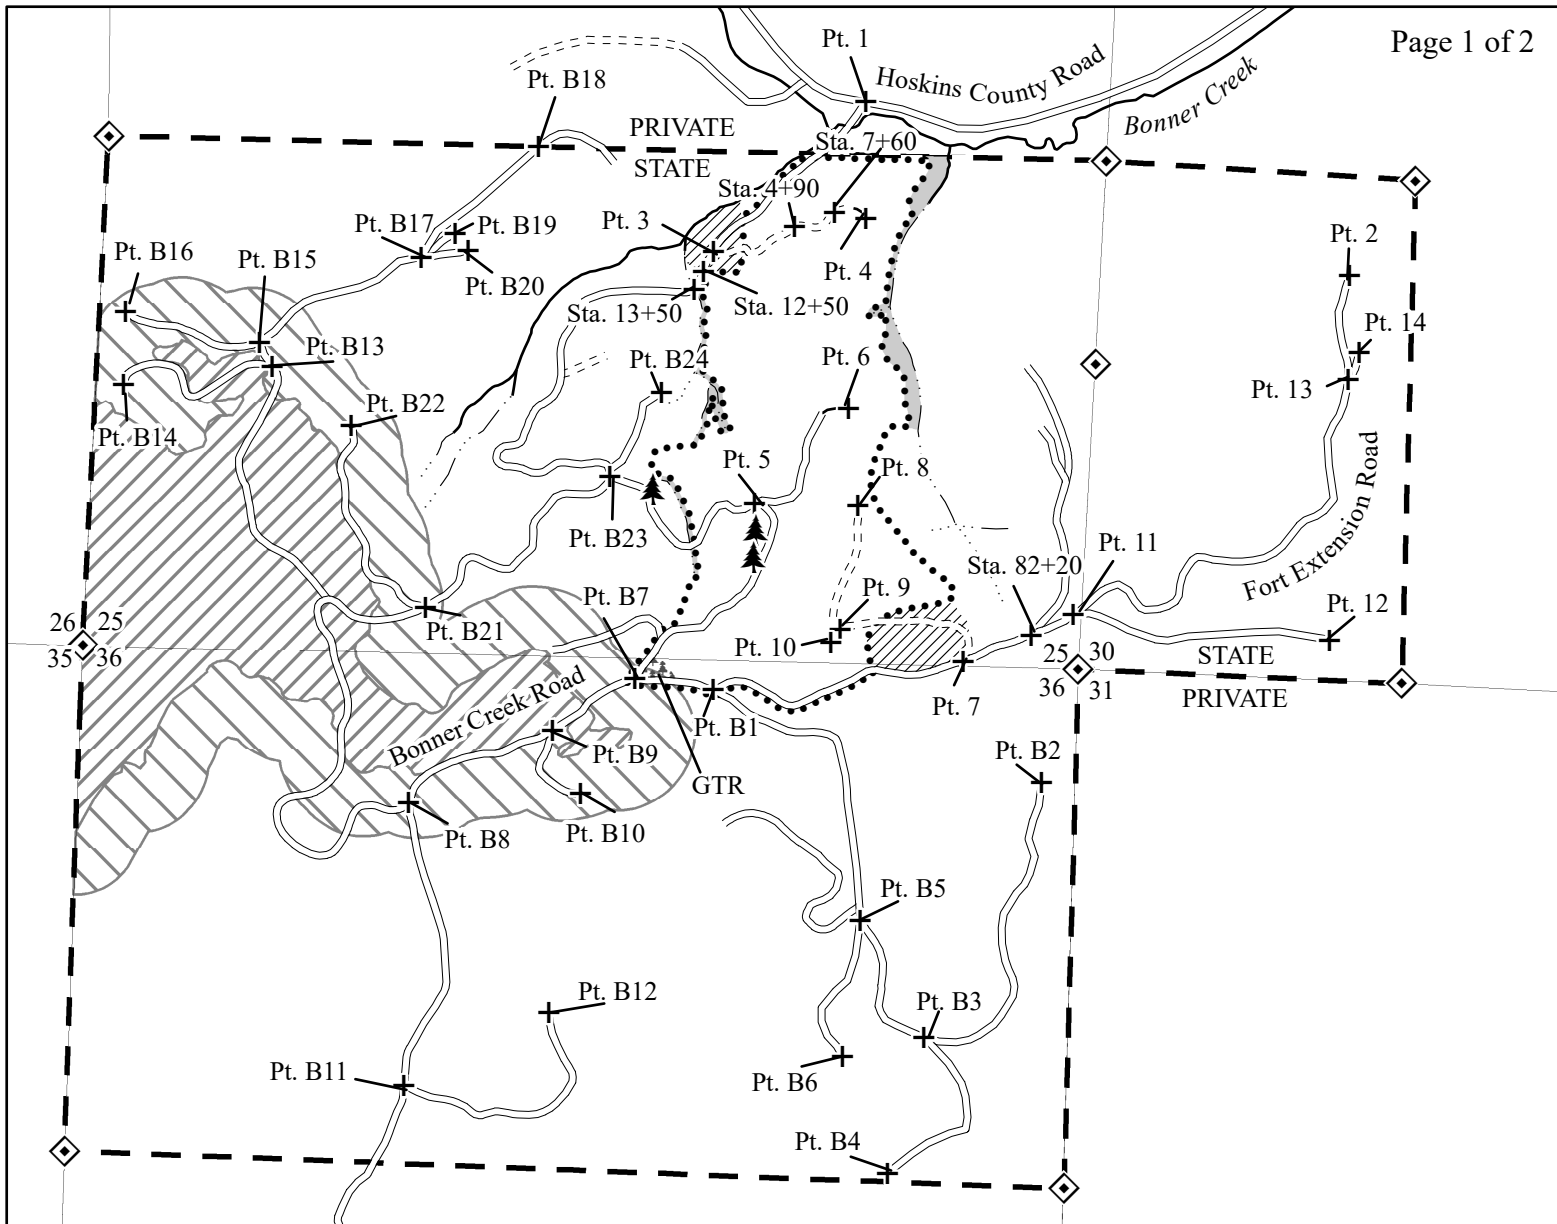 Page 1 of 2
Pt. 1
Hoskins County Road
Bonner Creek
Pt. B18
PRIVATE
STATE
Sta. 7+60
Sta. 4+90
Pt. 3
Pt. B17
Pt. B19
Pt. B16
Pt. B15
Pt. B20
Pt. 4
Pt. 2
Sta. 13+50
Sta. 12+50
Pt. 14
Pt. B13
Pt. B24
Pt. 6
Pt. 13
Pt. B22
Pt. B14
Pt. 5
Pt. 8
Fort Extension Road
Pt. B23
Pt. 11
Sta. 82+20
Pt. B7
Pt. 9
Pt. 12
26 25
35 36
Pt. B21
Pt. 10
25 30
36 31
STATE
PRIVATE
Pt. 7
Bonner Creek Road
Pt. B1
Pt. B9
Pt. B2
GTR
Pt. B8
Pt. B10
Pt. B5
Pt. B12
Pt. B3
Pt. B11
Pt. B6
Pt. B4